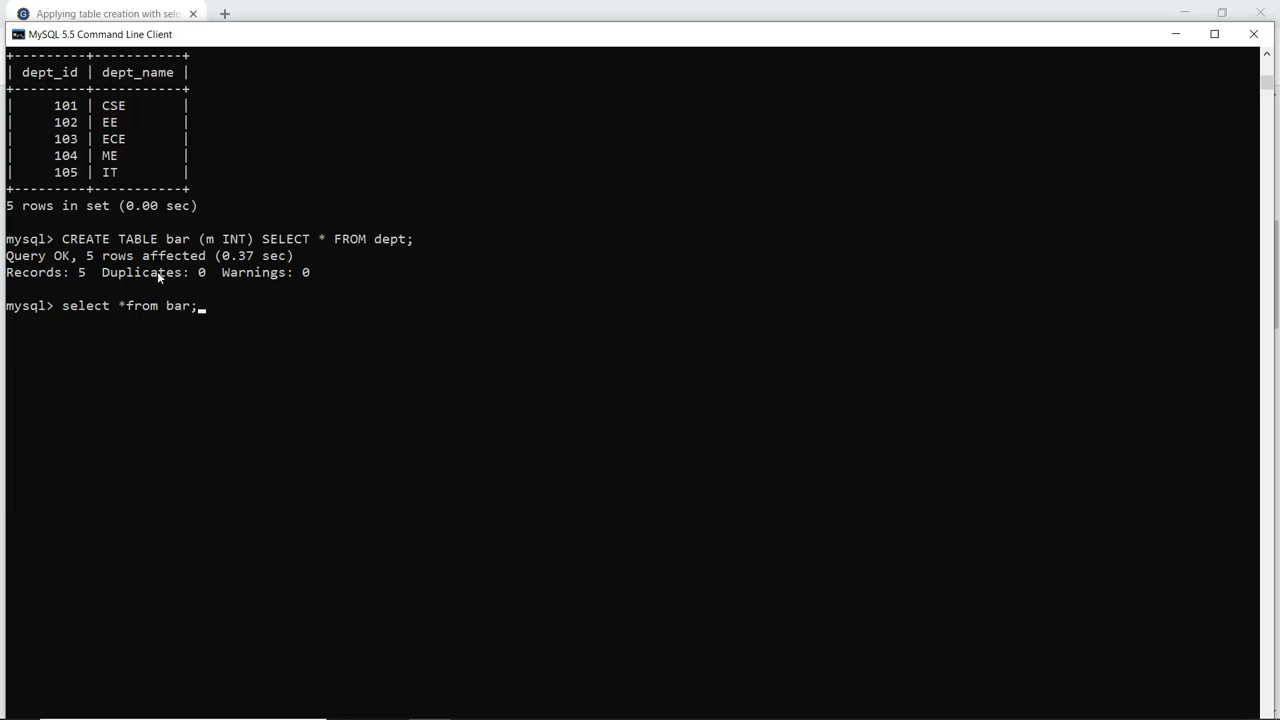 Applying table creation with sele
MySQL 5.5 Command Line Client
+---------+-----------+
| dept_id | dept_name |
+---------+-----------+
|     101 | CSE       |
|     102 | EE        |
|     103 | ECE       |
|     104 | ME        |
|     105 | IT        |
+---------+-----------+
5 rows in set (0.00 sec)
mysql> CREATE TABLE bar (m INT) SELECT * FROM dept;
Query OK, 5 rows affected (0.37 sec)
Records: 5  Duplicates: 0  Warnings: 0
mysql> select *from bar;